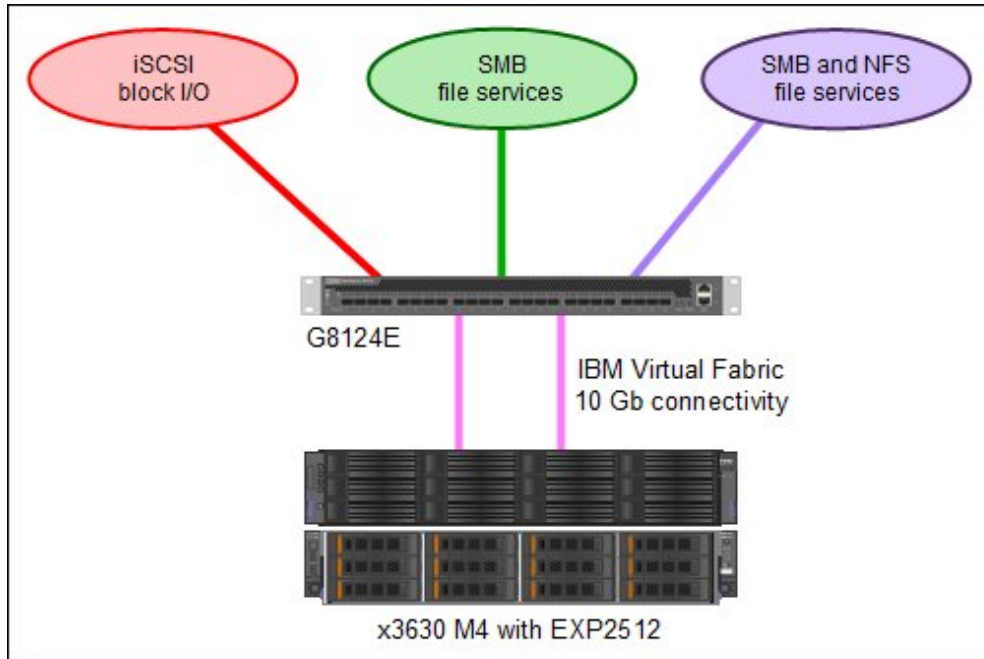 iSCSI
block I/O
SMB
file services
SMB and NFS
file services
G8124E
IBM Virtual Fabric
10 Gb connectivity
x3630 M4 with EXP2512